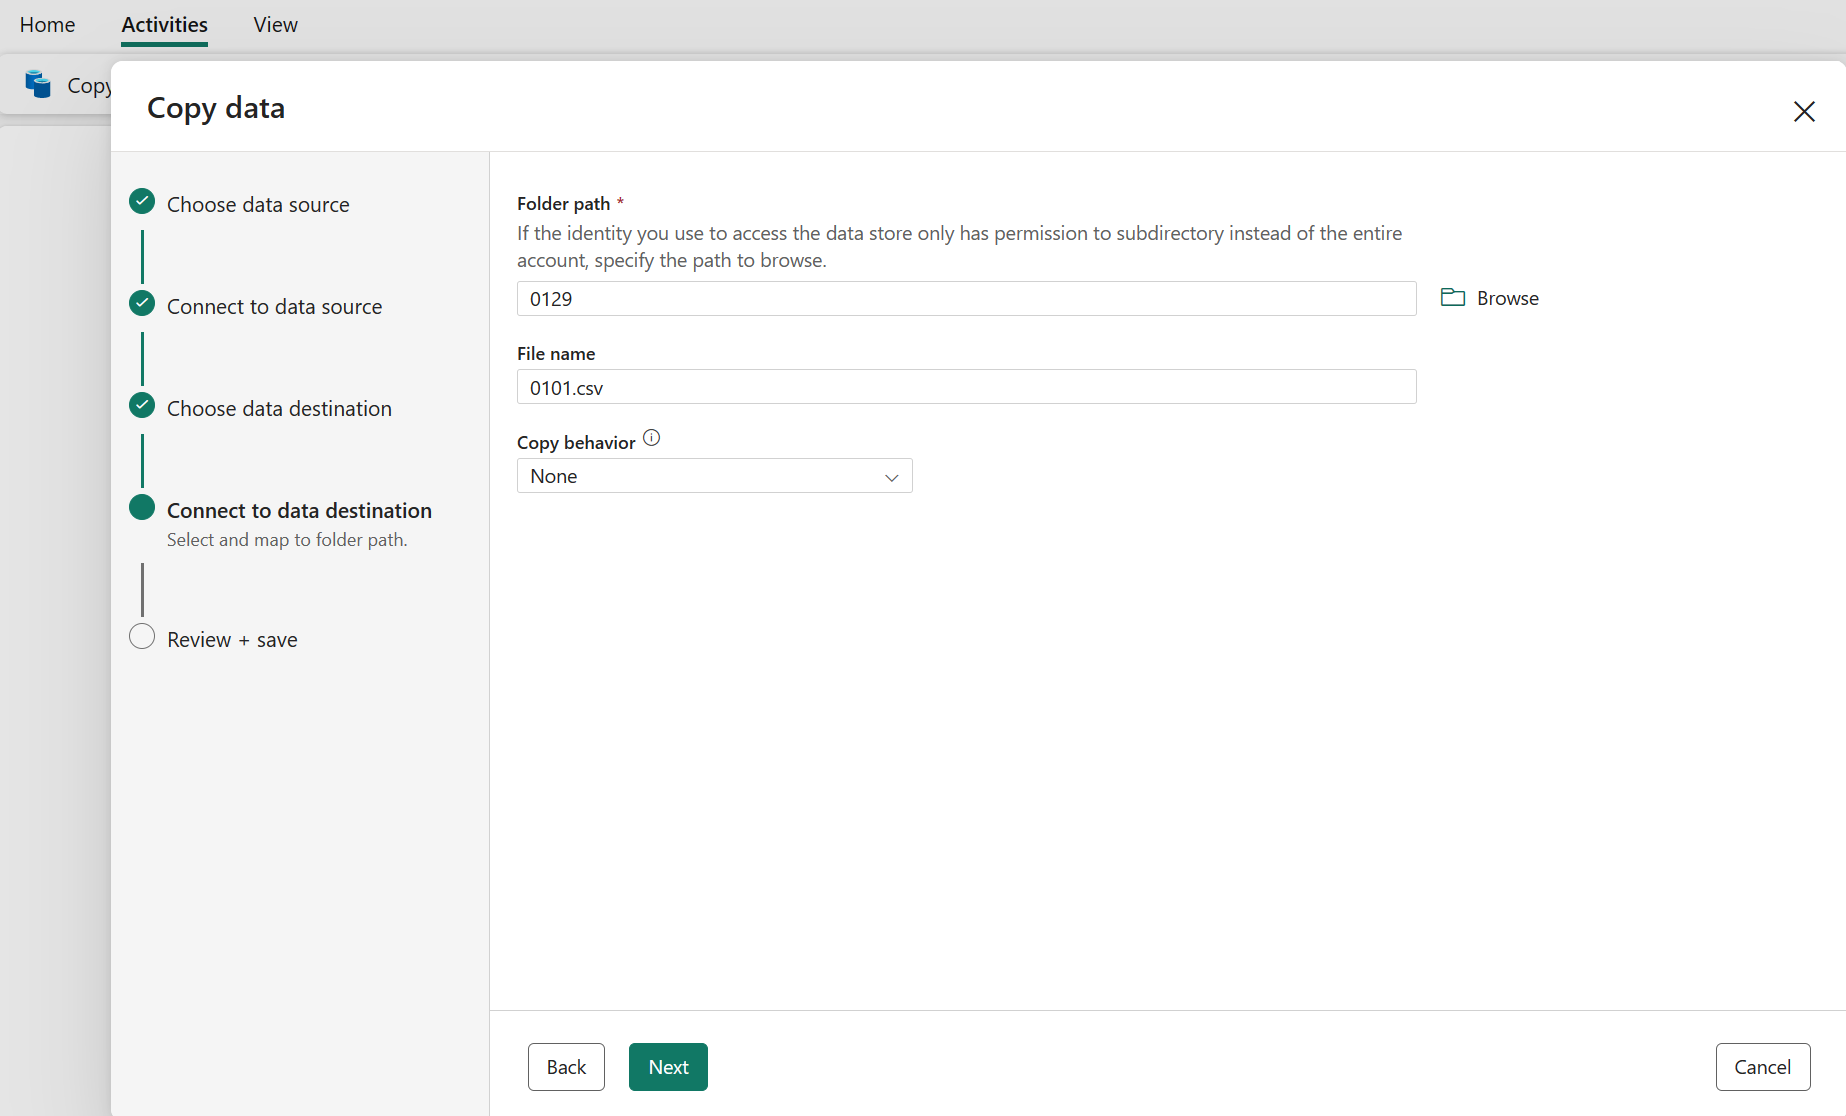 Home
Activities
View
Copy
Copy data
Choose data source
Connect to data source
Choose data destination
Connect to data destination
Select and map to folder path.
Review + save
Folder path *
If the identity you use to access the data store only has permission to subdirectory instead of the entire
account, specify the path to browse.
0129
Browse
File name
0101.csv
Copy behavior
None
Back
Next
Cancel